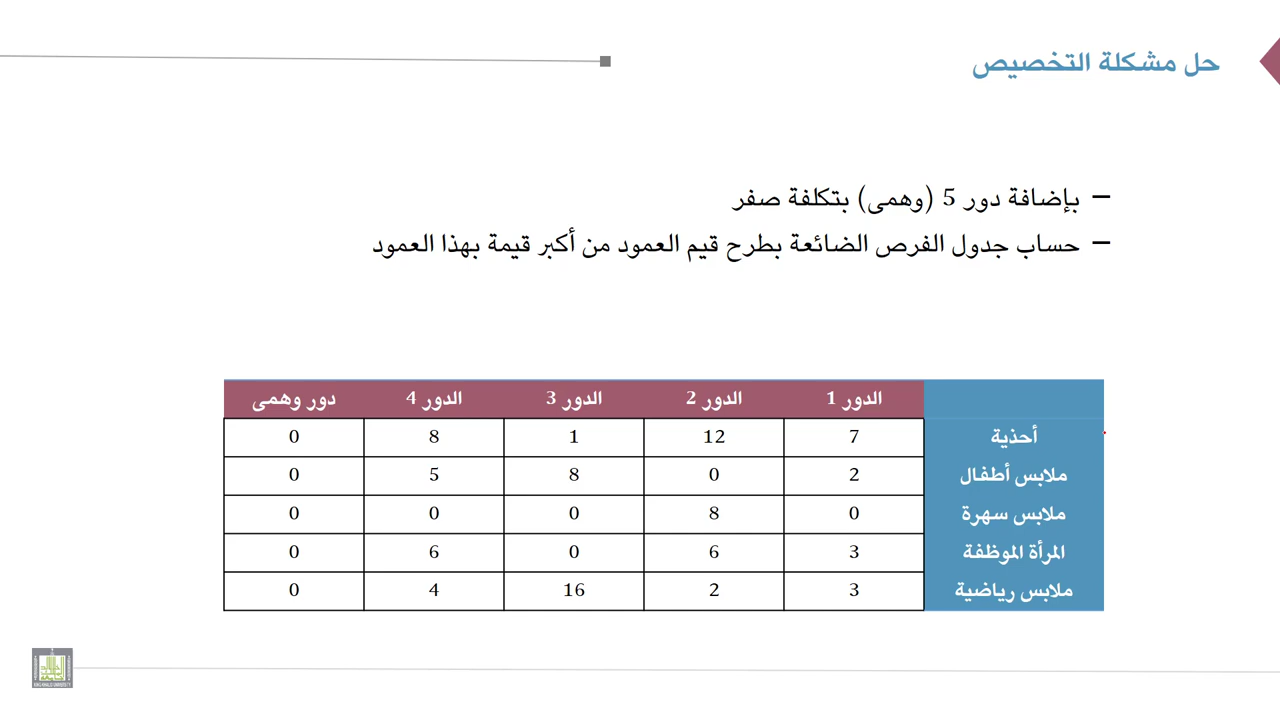 حل مشكلة التخصيص
– بإضافة دور 5 (وهمى) بتكلفة صفر
– حساب جدول الفرص الضائعة بطرح قيم العمود من أكبر قيمة بهذا العمود
الدور 1 الدور 2 الدور 3 الدور 4 دور وهمى
أحذية 7 12 1 8 0
ملابس أطفال 2 0 8 5 0
ملابس سهرة 0 8 0 0 0
المرأة الموظفة 3 6 0 6 0
ملابس رياضية 3 2 16 4 0